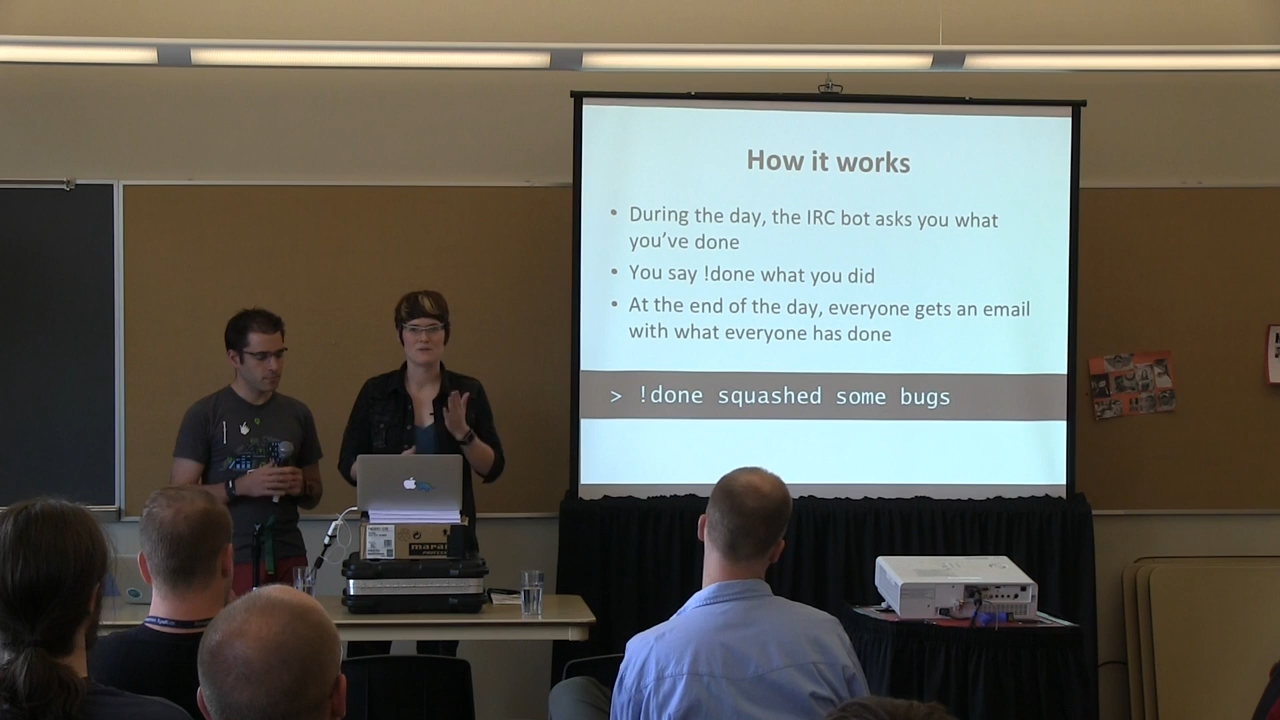 How it works
• During the day, the IRC bot asks you what
you've done
• You say !done what you did
• At the end of the day, everyone gets an email
with what everyone has done
> !done squashed some bugs
maran